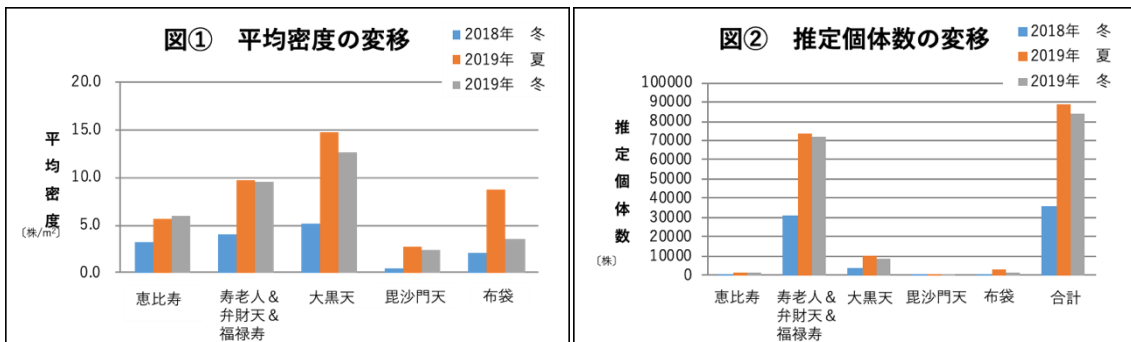 図① 平均密度の変移
2018年 冬
2019年 夏
2019年 冬
平均密度
〔株/m²〕
20.0
15.0
10.0
5.0
0.0
恵比寿
寿老人&
弁財天&
福禄寿
大黒天
毘沙門天
布袋
図② 推定個体数の変移
2018年 冬
2019年 夏
2019年 冬
推定個体数
〔株〕
100000
90000
80000
70000
60000
50000
40000
30000
20000
10000
0
恵比寿
寿老人&
弁財天&
福禄寿
大黒天
毘沙門天
布袋
合計